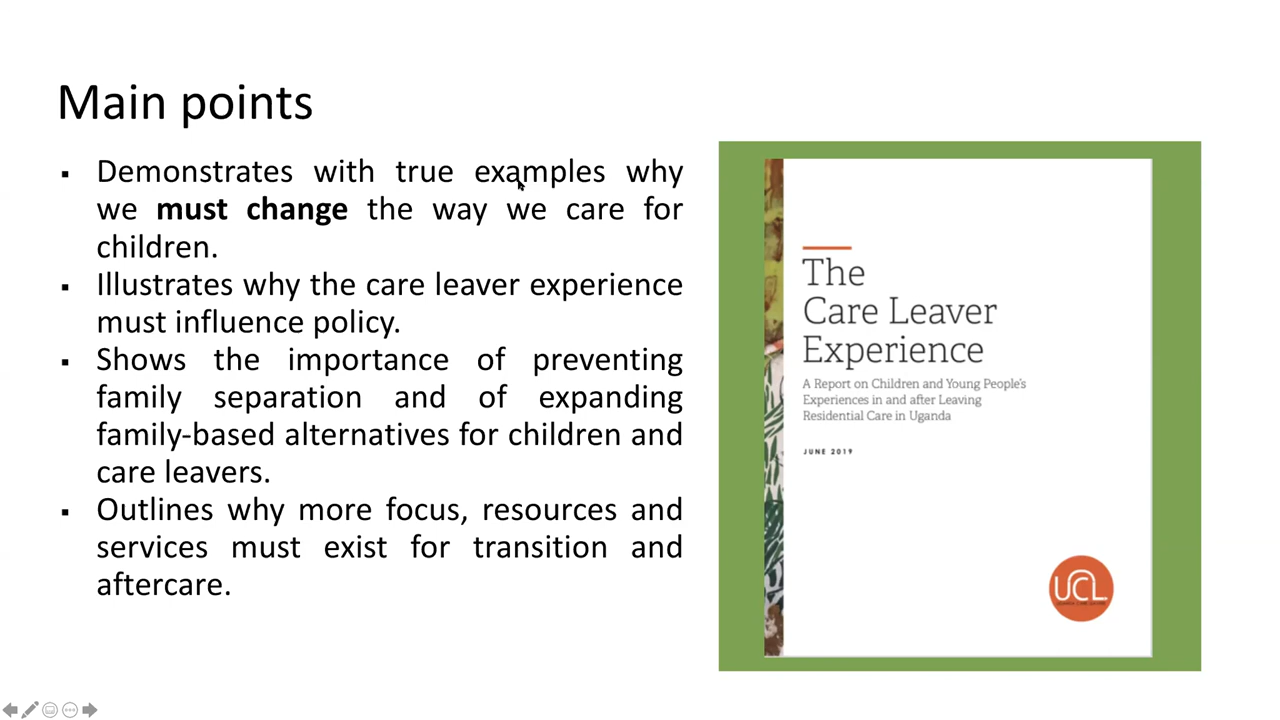 Main points
▪ Demonstrates with true examples why
we must change the way we care for
children.
▪ Illustrates why the care leaver experience
must influence policy.
▪ Shows the importance of preventing
family separation and of expanding
family-based alternatives for children and
care leavers.
▪ Outlines why more focus, resources and
services must exist for transition and
aftercare.
The
Care Leaver
Experience
A Report on Children and Young People's
Experiences in and after Leaving
Residential Care in Uganda
JUNE 2019
UCL